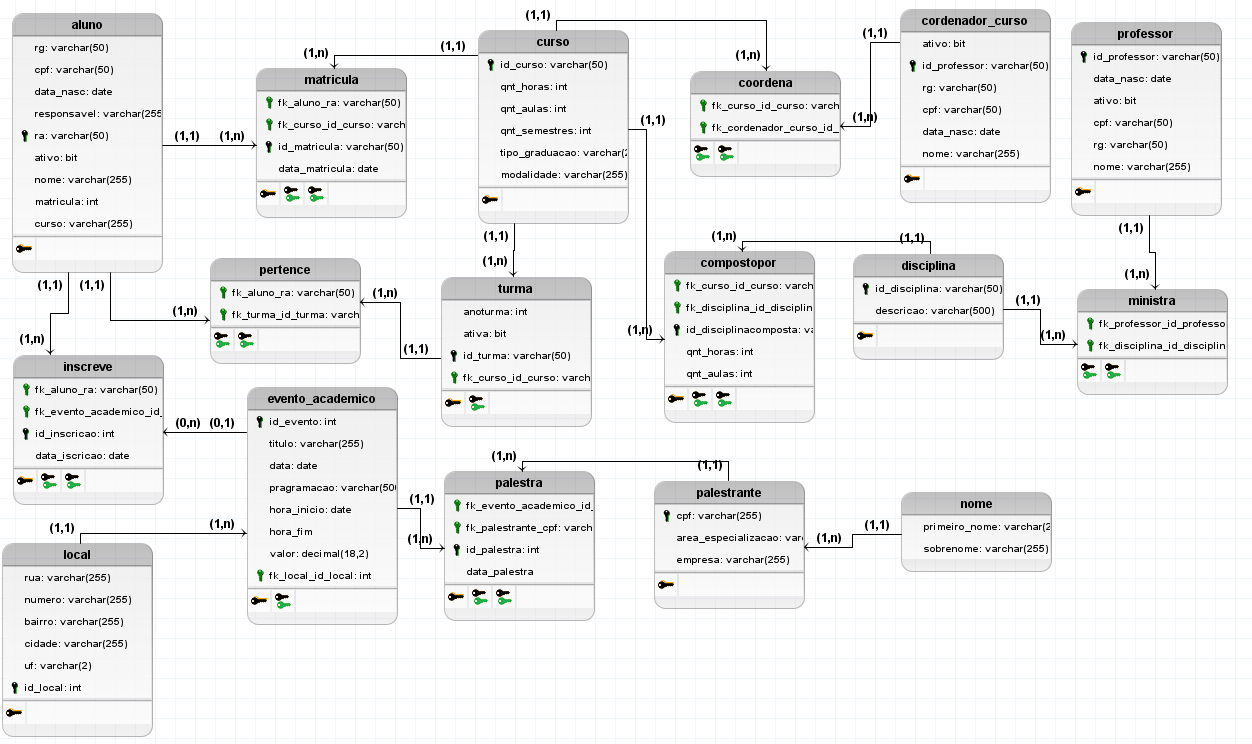 aluno
rg: varchar(50)
cpf: varchar(50)
data_nasc: date
responsavel: varchar(255
ra: varchar(50)
ativo: bit
nome: varchar(255)
matricula: int
curso: varchar(255)
(1,1)
(1,n)
(1,1)
(1,1)
(1,n)
(1,n)
matricula
fk_aluno_ra: varchar(50)
fk_curso_id_curso: varch
id_matricula: varchar(50)
data_matricula: date
(1,n)
(1,1)
curso
id_curso: varchar(50)
qnt_horas: int
qnt_aulas: int
qnt_semestres: int
tipo_graduacao: varchar(2
modalidade: varchar(255)
(1,1)
(1,n)
(1,1)
(1,n)
(1,1)
(1,n)
coordena
fk_curso_id_curso: varch
fk_cordenador_curso_id_
(1,1)
(1,n)
cordenador_curso
ativo: bit
id_professor: varchar(50)
rg: varchar(50)
cpf: varchar(50)
data_nasc: date
nome: varchar(255)
professor
id_professor: varchar(50)
data_nasc: date
ativo: bit
cpf: varchar(50)
rg: varchar(50)
nome: varchar(255)
(1,1)
(1,n)
pertence
fk_aluno_ra: varchar(50)
fk_turma_id_turma: varch
(1,n)
(1,1)
turma
anoturma: int
ativa: bit
id_turma: varchar(50)
fk_curso_id_curso: varch
compostopor
fk_curso_id_curso: varch
fk_disciplina_id_disciplin
id_disciplinacomposta: va
qnt_horas: int
qnt_aulas: int
(1,n)
(1,1)
disciplina
id_disciplina: varchar(50)
descricao: varchar(500)
(1,1)
(1,n)
ministra
fk_professor_id_professo
fk_disciplina_id_disciplin
inscreve
fk_aluno_ra: varchar(50)
fk_evento_academico_id_
id_inscricao: int
data_iscricao: date
(0,n)
(0,1)
evento_academico
id_evento: int
titulo: varchar(255)
data: date
pragramacao: varchar(500
hora_inicio: date
hora_fim
valor: decimal(18,2)
fk_local_id_local: int
(1,1)
(1,n)
palestra
fk_evento_academico_id_
fk_palestrante_cpf: varch
id_palestra: int
data_palestra
(1,n)
(1,1)
palestrante
cpf: varchar(255)
area_especializacao: varc
empresa: varchar(255)
(1,n)
(1,1)
nome
primeiro_nome: varchar(2
sobrenome: varchar(255)
(1,1)
(1,n)
local
rua: varchar(255)
numero: varchar(255)
bairro: varchar(255)
cidade: varchar(255)
uf: varchar(2)
id_local: int